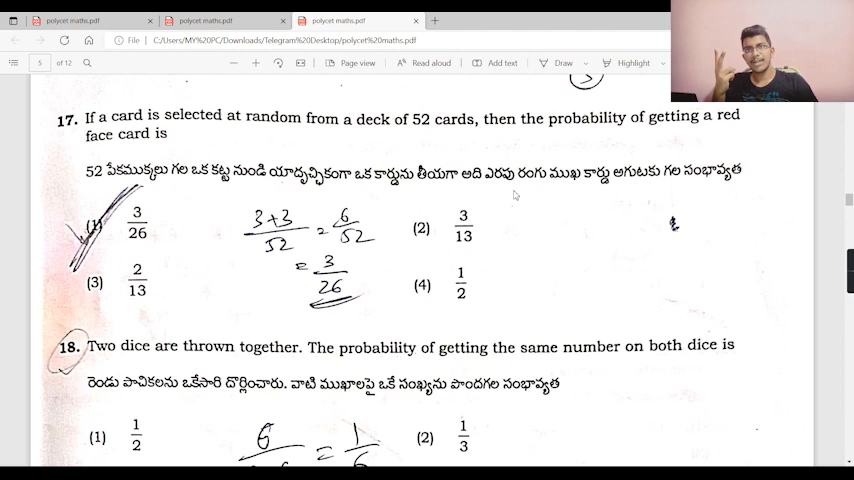 polycet maths.pdf
polycet maths.pdf
polycet maths.pdf
File C:/Users/MY%20PC/Downloads/Telegram%20Desktop/polycet%20maths.pdf
5 of 12 Page view Read aloud Add text Draw Highlight
3
17. If a card is selected at random from a deck of 52 cards, then the probability of getting a red
face card is
52 పేకముక్కలు గల ఒక కట్ట నుండి యాదృచ్ఛికంగా ఒక కార్డును తీయగా అది ఎరుపు రంగు ముఖ కార్డు అగుటకు గల సంభావ్యత
(1) 3/26
3+3/52 = 6/52
(2) 3/13
= 3/26
(3) 2/13
(4) 1/2
18. Two dice are thrown together. The probability of getting the same number on both dice is
రెండు పాచికలను ఒకేసారి దొర్లించారు. వాటి ముఖాలపై ఒకే సంఖ్యను పొందగల సంభావ్యత
(1) 1/2
6
= 1/6
(2) 1/3